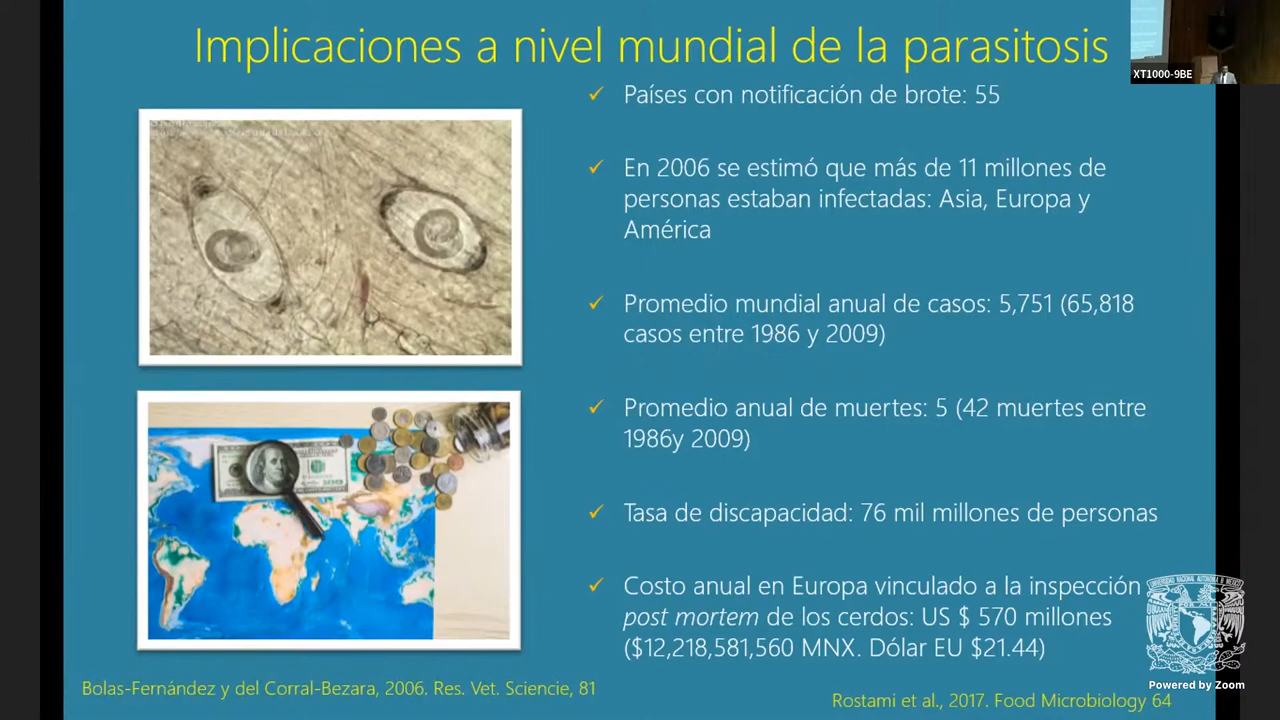 Implicaciones a nivel mundial de la parasitosis
XT1000-9BE
✓ Países con notificación de brote: 55
✓ En 2006 se estimó que más de 11 millones de
personas estaban infectadas: Asia, Europa y
América
✓ Promedio mundial anual de casos: 5,751 (65,818
casos entre 1986 y 2009)
✓ Promedio anual de muertes: 5 (42 muertes entre
1986y 2009)
✓ Tasa de discapacidad: 76 mil millones de personas
✓ Costo anual en Europa vinculado a la inspección
post mortem de los cerdos: US $ 570 millones
($12,218,581,560 MNX. Dólar EU $21.44)
Bolas-Fernández y del Corral-Bezara, 2006. Res. Vet. Sciencie, 81
Rostami et al., 2017. Food Microbiology 64
Powered by Zoom